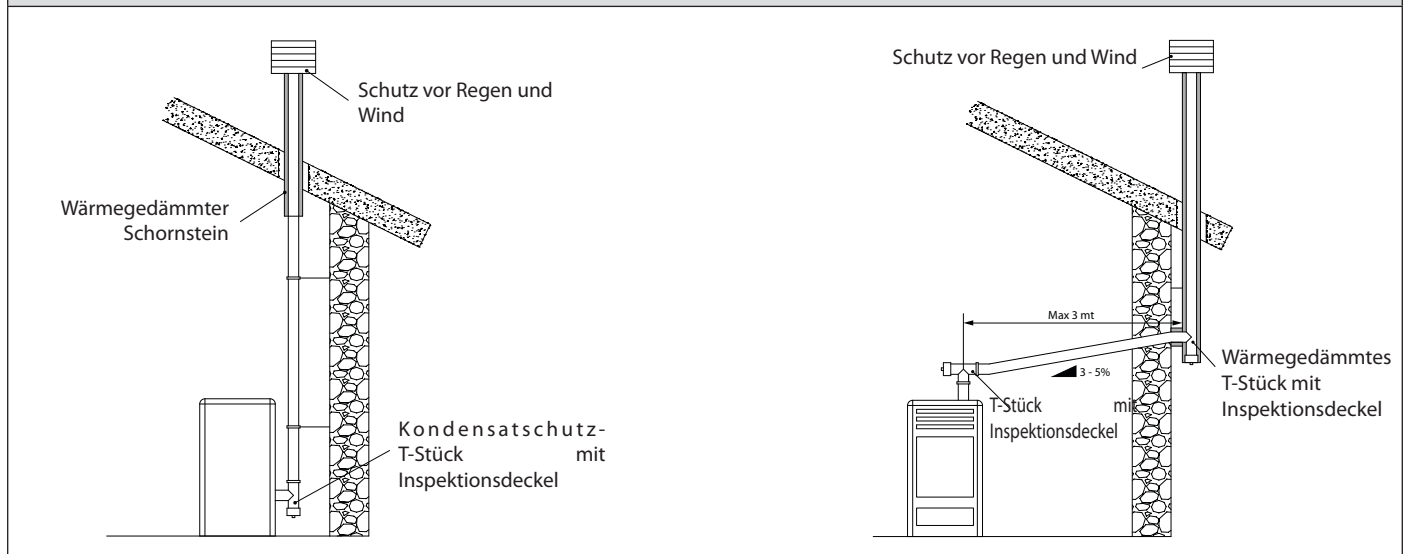 Schutz vor Regen und
Wind
Wärmegedämmter
Schornstein
Kondensatschutz-
T-Stück mit
Inspektionsdeckel
Schutz vor Regen und Wind
Max 3 mt
3 - 5%
T-Stück mit
Inspektionsdeckel
Wärmegedämmtes
T-Stück mit
Inspektionsdeckel